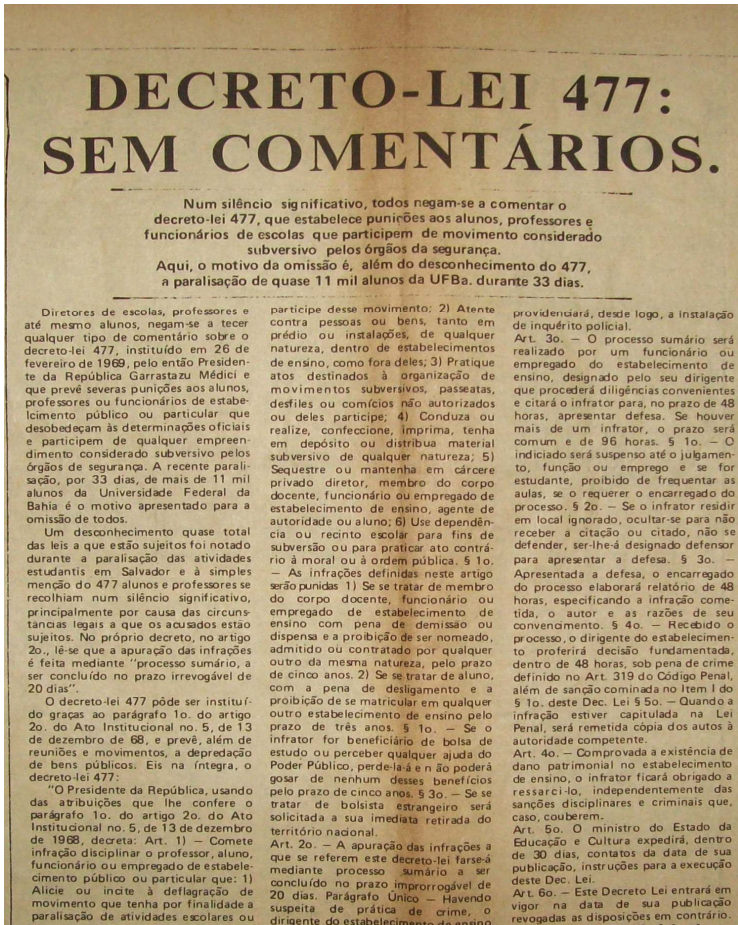 DECRETO-LEI 477:
SEM COMENTÁRIOS.
Num silêncio significativo, todos negam-se a comentar o
decreto-lei 477, que estabelece punições aos alunos, professores e
funcionários de escolas que participem de movimento considerado
subversivo pelos órgãos da segurança.
Aqui, o motivo da omissão é, além do desconhecimento do 477,
a paralisação de quase 11 mil alunos da UFBa. durante 33 dias.
Diretores de escolas, professores e
até mesmo alunos, negam-se a tecer
qualquer tipo de comentário sobre o
decreto-lei 477, instituído em 26 de
fevereiro de 1969, pelo então Presiden-
te da República Garrastazu Médici e
que prevê severas punições aos alunos,
professores ou funcionários de estabe-
lcimento público ou particular que
desobedeçam às determinações oficiais
e participem de qualquer empreen-
dimento considerado subversivo pelos
órgãos de segurança. A recente parali-
sação, por 33 dias, de mais de 11 mil
alunos da Universidade Federal da
Bahia é o motivo apresentado para a
omissão de todos.
Um desconhecimento quase total
das leis a que estão sujeitos foi notado
durante a paralisação das atividades
estudantis em Salvador e à simples
menção do 477 alunos e professores se
recolhiam num silêncio significativo,
principalmente por causa das circuns-
tâncias legais a que os acusados estão
sujeitos. No próprio decreto, no artigo
2o., lê-se que a apuração das infrações
é feita mediante "processo sumário, a
ser concluído no prazo irrevogável de
20 dias".
O decreto-lei 477 pôde ser instituí-
do graças ao parágrafo 1o. do artigo
2o. do Ato Institucional no. 5, de 13
de dezembro de 68, e prevê, além de
reuniões e movimentos, a depredação
de bens públicos. Eis na íntegra, o
decreto-lei 477:
"O Presidente da República, usando
das atribuições que lhe confere o
parágrafo 1o. do artigo 2o. do Ato
Institucional no. 5, de 13 de dezembro
de 1968, decreta: Art. 1) — Comete
infração disciplinar o professor, aluno,
funcionário ou empregado de estabele-
cimento público ou particular que: 1)
Alicie ou incite à deflagração de
movimento que tenha por finalidade a
paralisação de atividades escolares ou
participe desse movimento; 2) Atente
contra pessoas ou bens, tanto em
prédio ou instalações, de qualquer
natureza, dentro de estabelecimentos
de ensino, como fora deles; 3) Pratique
atos destinados à organização de
movimentos subversivos, passeatas,
desfiles ou comícios não autorizados
ou deles participe; 4) Conduza ou
realize, confeccione, imprima, tenha
em depósito ou distribua material
subversivo de qualquer natureza; 5)
Sequestre ou mantenha em cárcere
privado diretor, membro do corpo
docente, funcionário ou empregado de
estabelecimento de ensino, agente de
autoridade ou aluno; 6) Use dependên-
cia ou recinto escolar para fins de
subversão ou para praticar ato contrá-
rio à moral ou à ordem pública. § 1o.
— As infrações definidas neste artigo
serão punidas 1) Se se tratar de membro
do corpo docente, funcionário ou
empregado de estabelecimento de
ensino com pena de demissão ou
dispensa e a proibição de ser nomeado,
admitido ou contratado por qualquer
outro da mesma natureza, pelo prazo
de cinco anos. 2) Se se tratar de aluno,
com a pena de desligamento e a
proibição de se matricular em qualquer
outro estabelecimento de ensino pelo
prazo de três anos. § 1o. — Se o
infrator for beneficiário de bolsa de
estudo ou perceber qualquer ajuda do
Poder Público, perde-la-á e n ão poderá
gosar de nenhum desses benefícios
pelo prazo de cinco anos. § 3o. — Se se
tratar de bolsista estrangeiro será
solicitada a sua imediata retirada do
território nacional.
Art. 2o. — A apuração das infrações a
que se referem este decreto-lei farse-á
mediante processo sumário a ser
concluído no prazo improrrogável de
20 dias. Parágrafo Único — Havendo
suspeita de prática de crime, o
dirigente do estabelecimento de ensino
providenciará, desde logo, a instalação
de inquérito policial.
Art. 3o. — O processo sumário será
realizado por um funcionário ou
empregado do estabelecimento de
ensino, designado pelo seu dirigente
que procederá diligências convenientes
e citará o infrator para, no prazo de 48
horas, apresentar defesa. Se houver
mais de um infrator, o prazo será
comum e de 96 horas. § 1o. — O
indiciado será suspenso até o julgamen-
to, função ou emprego e se for
estudante, proibido de frequentar as
aulas, se o requerer o encarregado do
processo. § 2o. — Se o infrator residir
em local ignorado, ocultar-se para não
receber a citação ou citado, não se
defender, ser-lhe-á designado defensor
para apresentar a defesa. § 3o. —
Apresentada a defesa, o encarregado
do processo elaborará relatório de 48
horas, especificando a infração come-
tida, o autor e as razões de seu
convencimento. § 4o. — Recebido o
processo, o dirigente do estabelecimen-
to proferirá decisão fundamentada,
dentro de 48 horas, sob pena de crime
definido no Art. 319 do Código Penal,
além de sanção cominada no Item I do
§ 1o. deste Dec. Lei § 5o. — Quando a
infração estiver capitulada na Lei
Penal, será remetida cópia dos autos à
autoridade competente.
Art. 4o. — Comprovada a existência de
dano patrimonial no estabelecimento
de ensino, o infrator ficará obrigado a
ressarci-lo, independentemente das
sanções disciplinares e criminais que,
caso, couberem.
Art. 5o. O ministro do Estado da
Educação e Cultura expedirá, dentro
de 30 dias, contatos da data de sua
publicação, instruções para a execução
deste Dec. Lei.
Art. 6o. — Este Decreto Lei entrará em
vigor na data de sua publicação
revogadas as disposições em contrário.